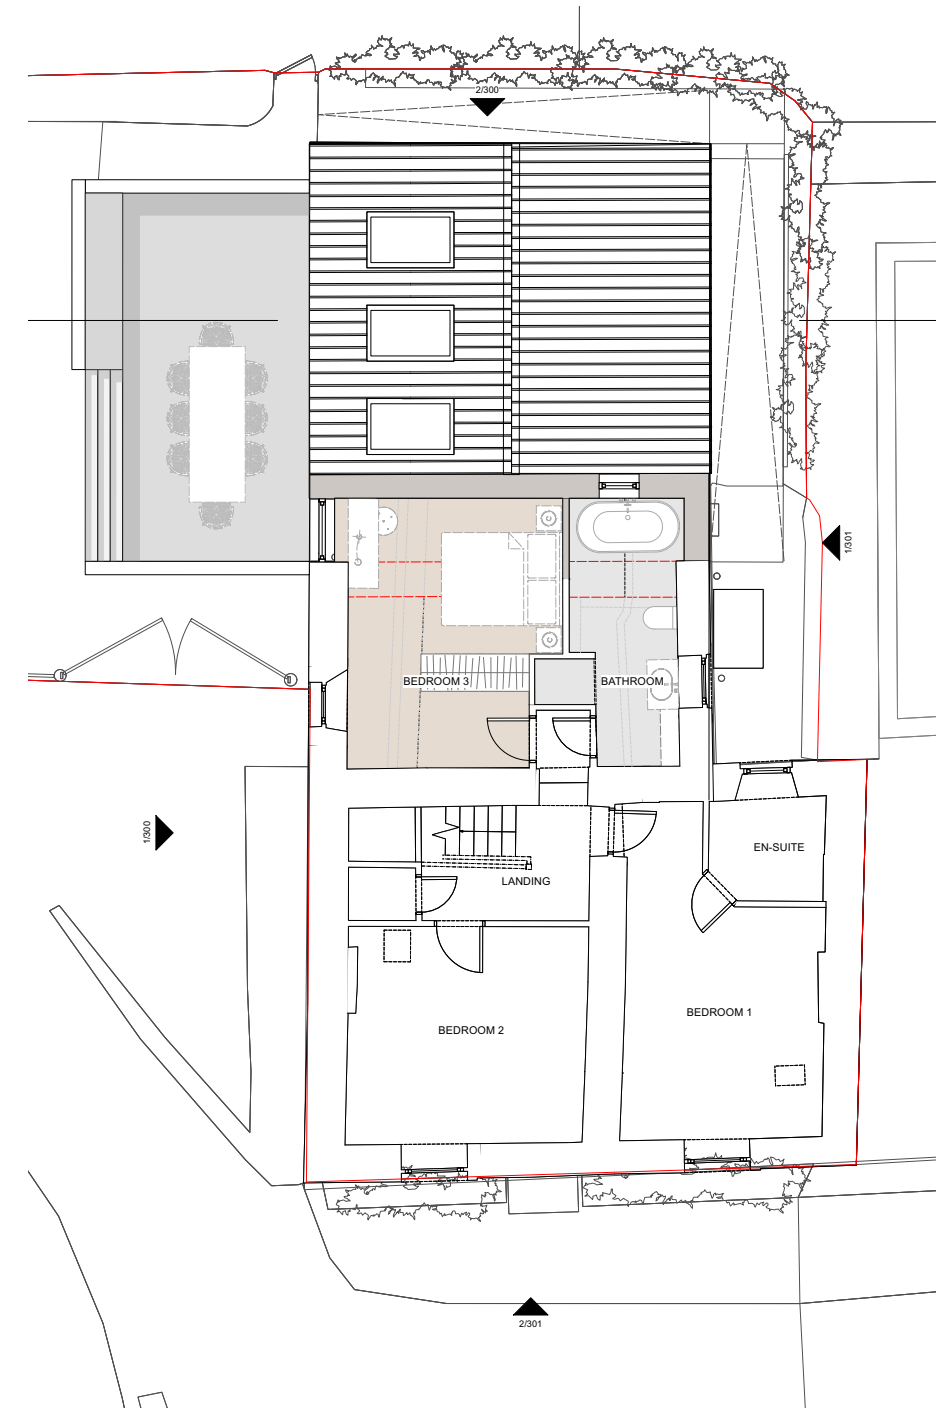 2/300
1/301
BEDROOM 3
BATHROOM
1/300
EN-SUITE
LANDING
BEDROOM 1
BEDROOM 2
2/301